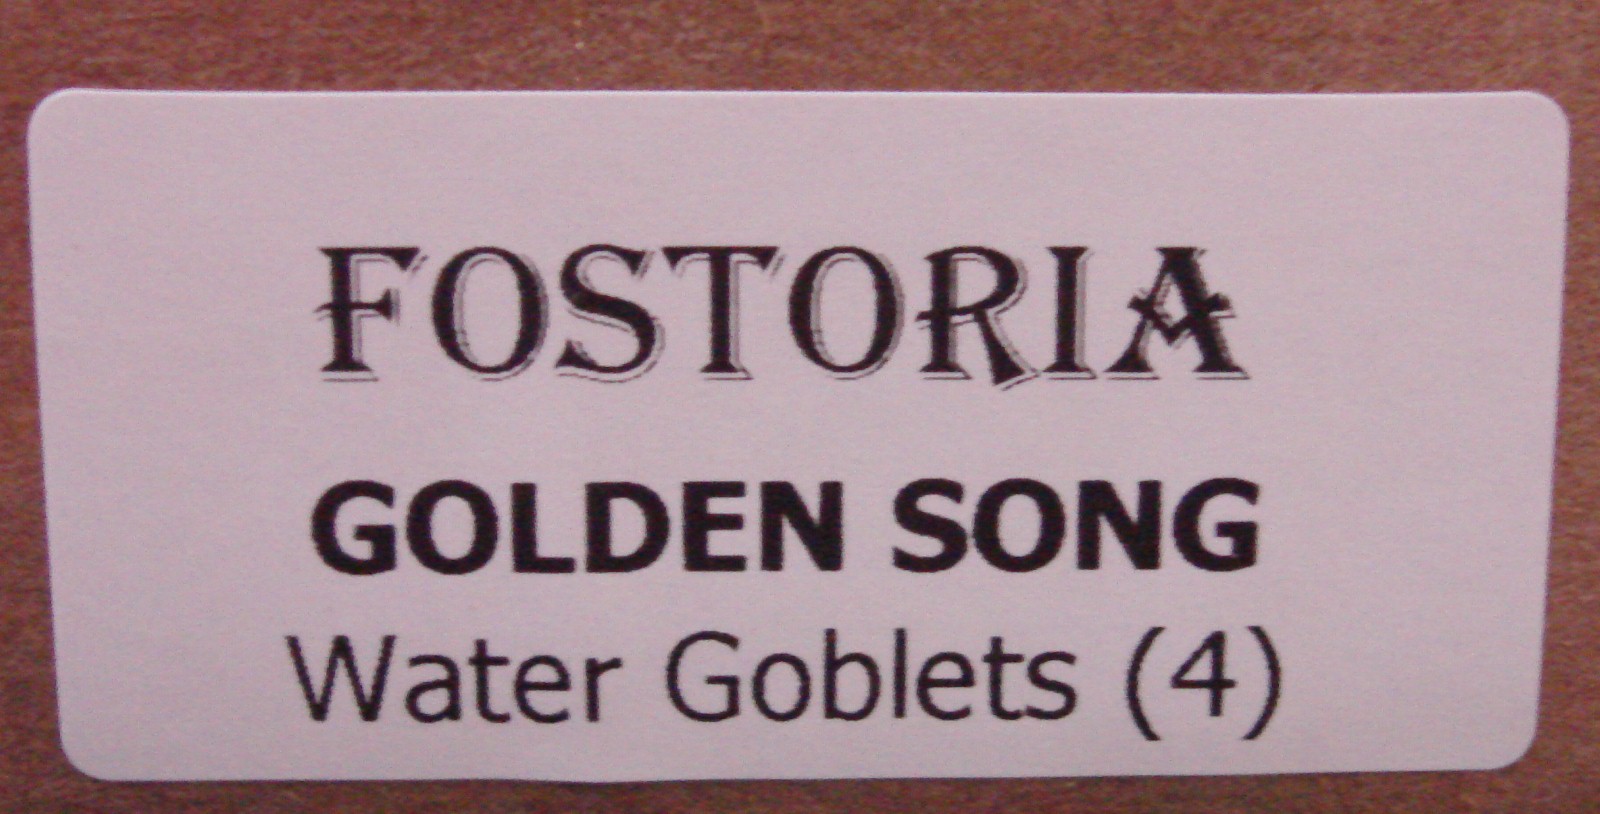 FOSTORIA
GOLDEN SONG
Water Goblets (4)